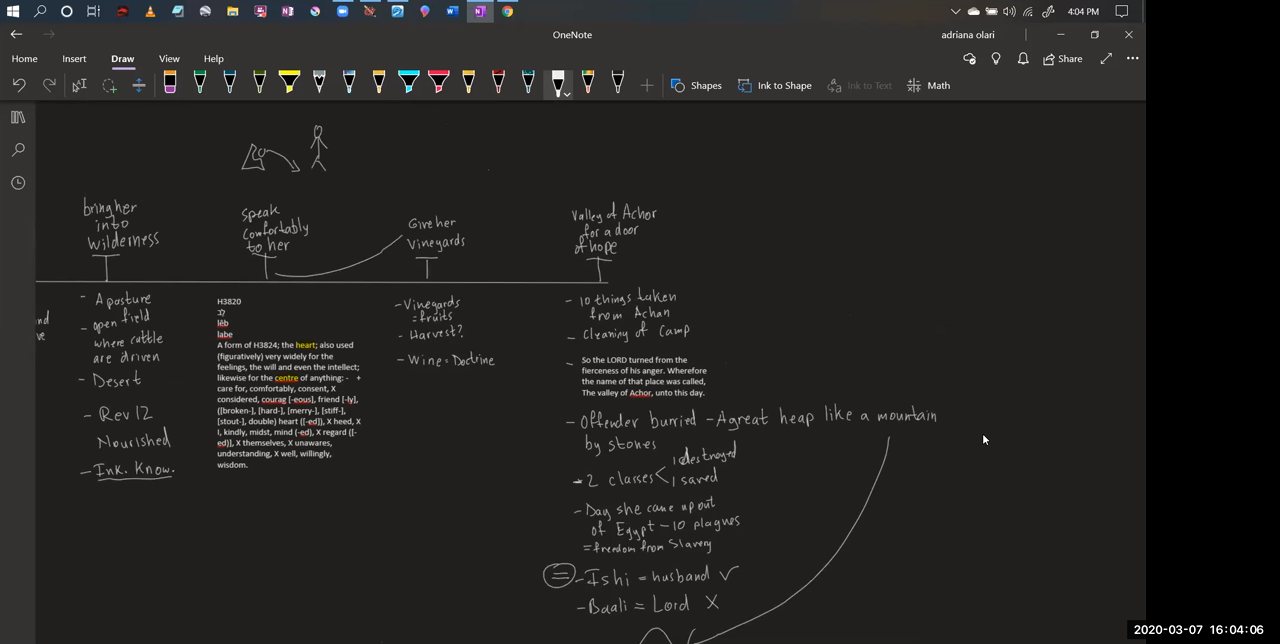 4:04 PM
OneNote
adriana olari
Home Insert Draw View Help
Share
Shapes Ink to Shape Ink to Text Math
bring her
into
wilderness
speak
comfortably
to her
Give her
Vineyards
Valley of Achor
for a door
of hope
nd
ve
- A pasture
- open field
where cattle
are driven
- Desert
- Rev 12
Nourished
- Ink. Know.
H3820
lêb
labe
A form of H3824; the heart; also used
(figuratively) very widely for the
feelings, the will and even the intellect;
likewise for the centre of anything: - +
care for, comfortably, consent, X
considered, courag [-eous], friend [-ly],
([broken-], [hard-], [merry-], [stiff-],
[stout-], double) heart ([-ed]), X heed, X
I, kindly, midst, mind (-ed), X regard ([-
ed)], X themselves, X unawares,
understanding, X well, willingly,
wisdom.
- Vinegards
= fruits
- Harvest?
- Wine = Doctrine
- 10 things taken
from Achan
- Cleaning of Camp
- So the LORD turned from the
fierceness of his anger. Wherefore
the name of that place was called,
The valley of Achor, unto this day.
- Offender burried - A great heap like a mountain
by stones
- 2 classes < 1 destroyed
1 saved
- Day she came up out
of Egypt - 10 plagues
= freedom from Slavery
= - Ishi = husband ✓
- Baali = Lord X
2020-03-07 16:04:06